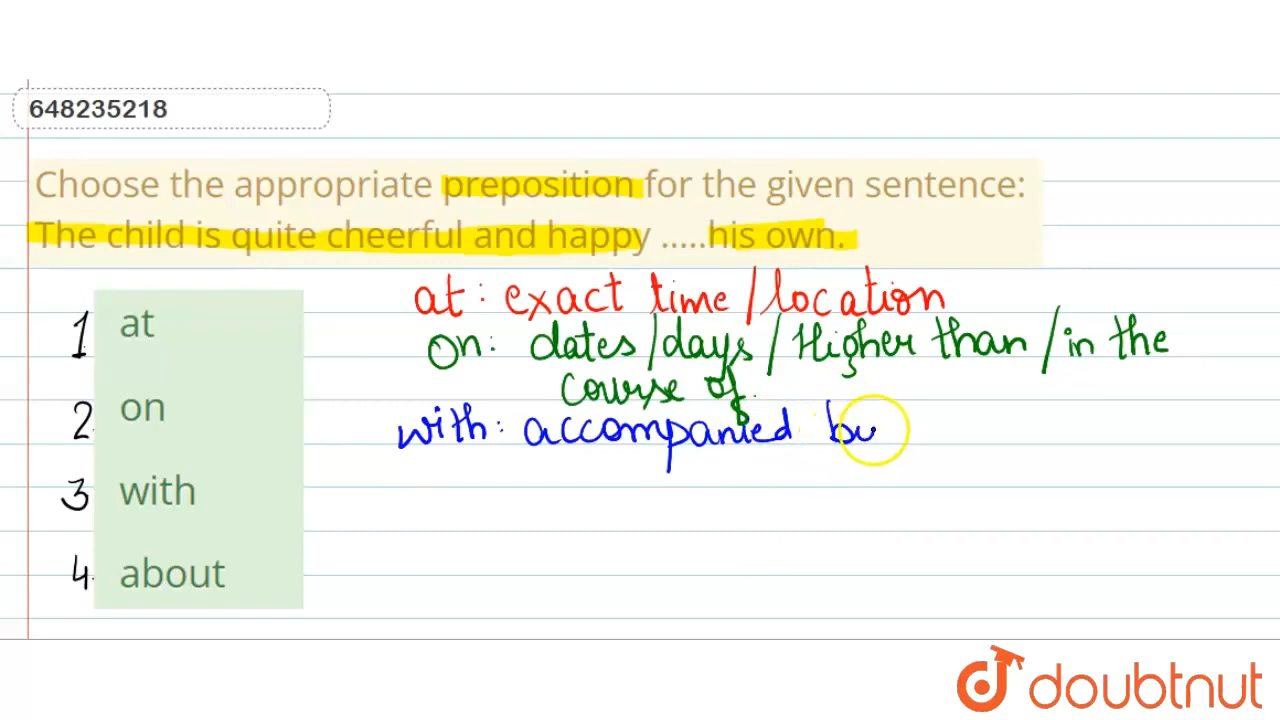 648235218
Choose the appropriate preposition for the given sentence:
The child is quite cheerful and happy .....his own.
at: exact time/location
1 at
on: dates/days/Higher than/in the
course of
2 on
with: accompanied
3 with
4. about
doubtnut